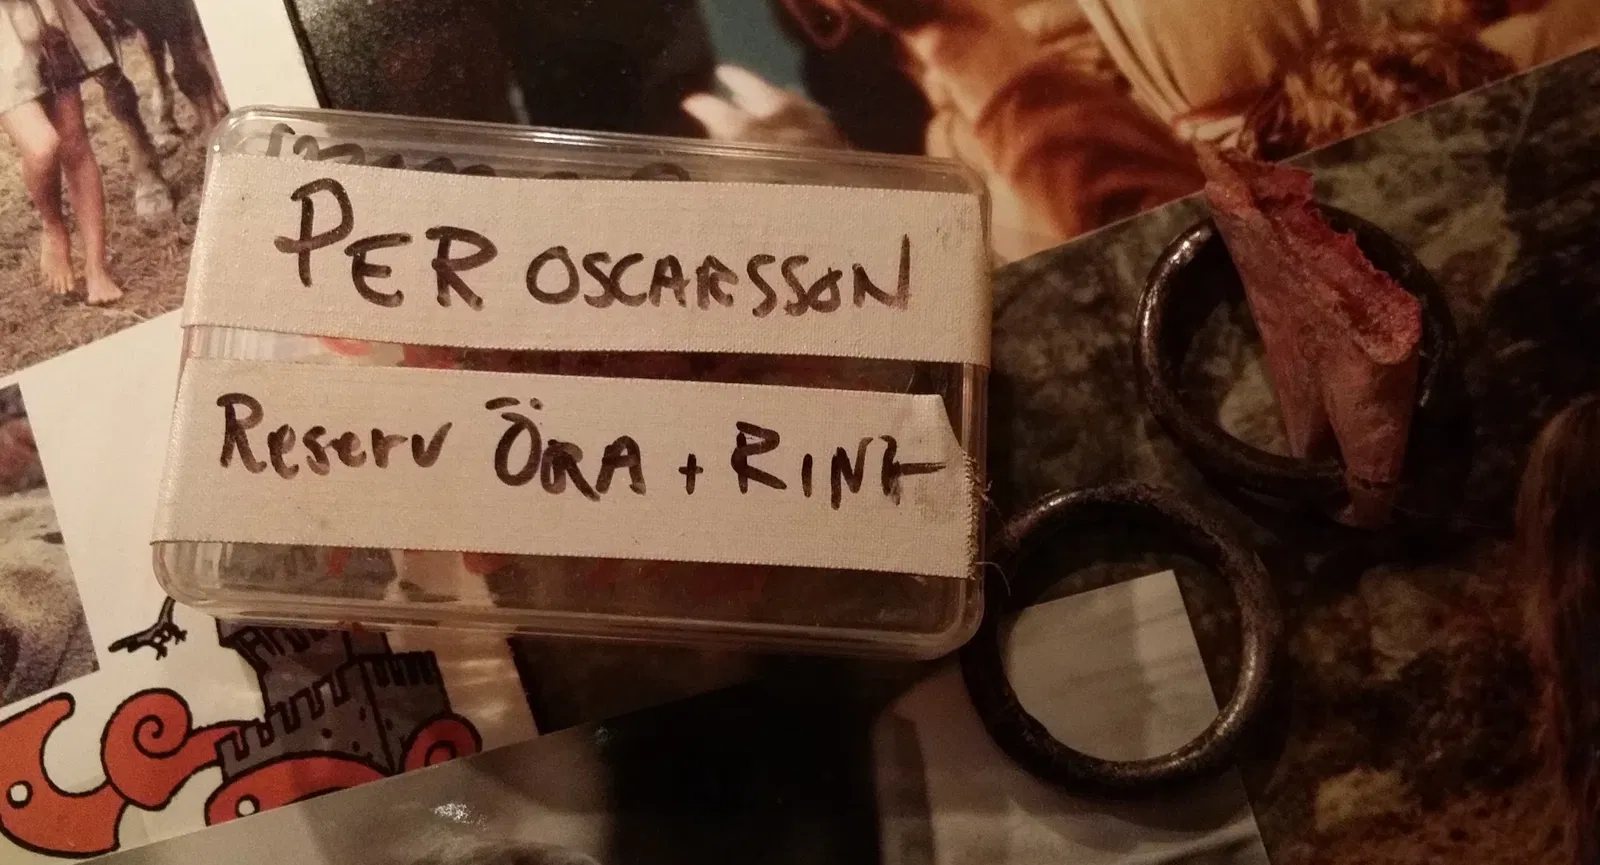 PER OSCARSSON
Reserv ÖRA + RING